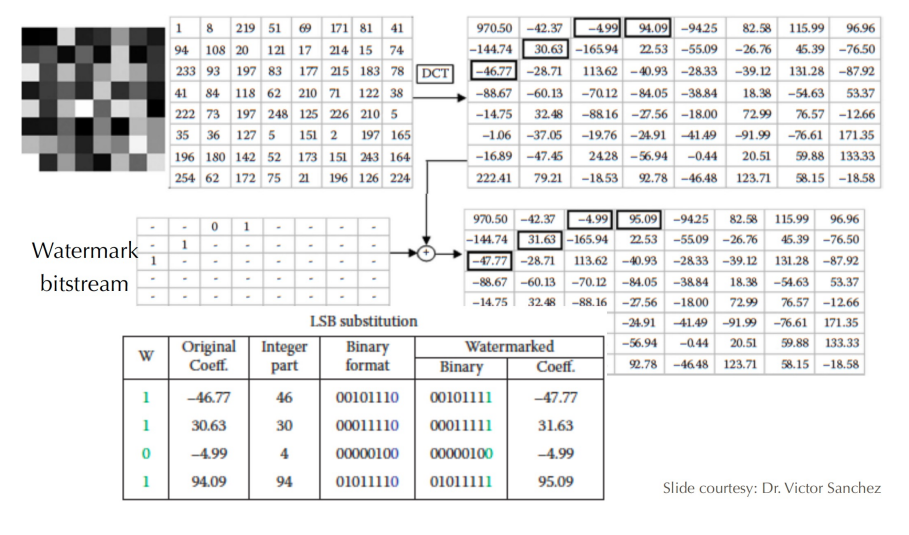 1 8 219 51 69 171 81 41
94 108 20 121 17 214 15 74
233 93 197 83 177 215 183 78
41 84 118 62 210 71 122 38
222 73 197 248 125 226 210 5
35 36 127 5 151 2 197 165
196 180 142 52 173 151 243 164
254 62 172 75 21 196 126 224
DCT
970.50 −42.37 −4.99 94.09 −94.25 82.58 115.99 96.96
−144.74 30.63 −165.94 22.53 −55.09 −26.76 45.39 −76.50
−46.77 −28.71 113.62 −40.93 −28.33 −39.12 131.28 −87.92
−88.67 −60.13 −70.12 −84.05 −38.84 18.38 −54.63 53.37
−14.75 32.48 −88.16 −27.56 −18.00 72.99 76.57 −12.66
−1.06 −37.05 −19.76 −24.91 −41.49 −91.99 −76.61 171.35
−16.89 −47.45 24.28 −56.94 −0.44 20.51 59.88 133.33
222.41 79.21 −18.53 92.78 −46.48 123.71 58.15 −18.58
Watermark
bitstream
- - 0 1 - - - -
- 1 - - - - - -
1 - - - - - - -
- - - - - - - -
- - - - - - - -
+
970.50 −42.37 −4.99 95.09 −94.25 82.58 115.99 96.96
−144.74 31.63 −165.94 22.53 −55.09 −26.76 45.39 −76.50
−47.77 −28.71 113.62 −40.93 −28.33 −39.12 131.28 −87.92
−88.67 −60.13 −70.12 −84.05 −38.84 18.38 −54.63 53.37
−14.75 32.48 −88.16 −27.56 −18.00 72.99 76.57 −12.66
−24.91 −41.49 −91.99 −76.61 171.35
−56.94 −0.44 20.51 59.88 133.33
92.78 −46.48 123.71 58.15 −18.58
LSB substitution
W Original Coeff. Integer part Binary format Watermarked
Binary Coeff.
1 −46.77 46 00101110 00101111 −47.77
1 30.63 30 00011110 00011111 31.63
0 −4.99 4 00000100 00000100 −4.99
1 94.09 94 01011110 01011111 95.09
Slide courtesy: Dr. Victor Sanchez